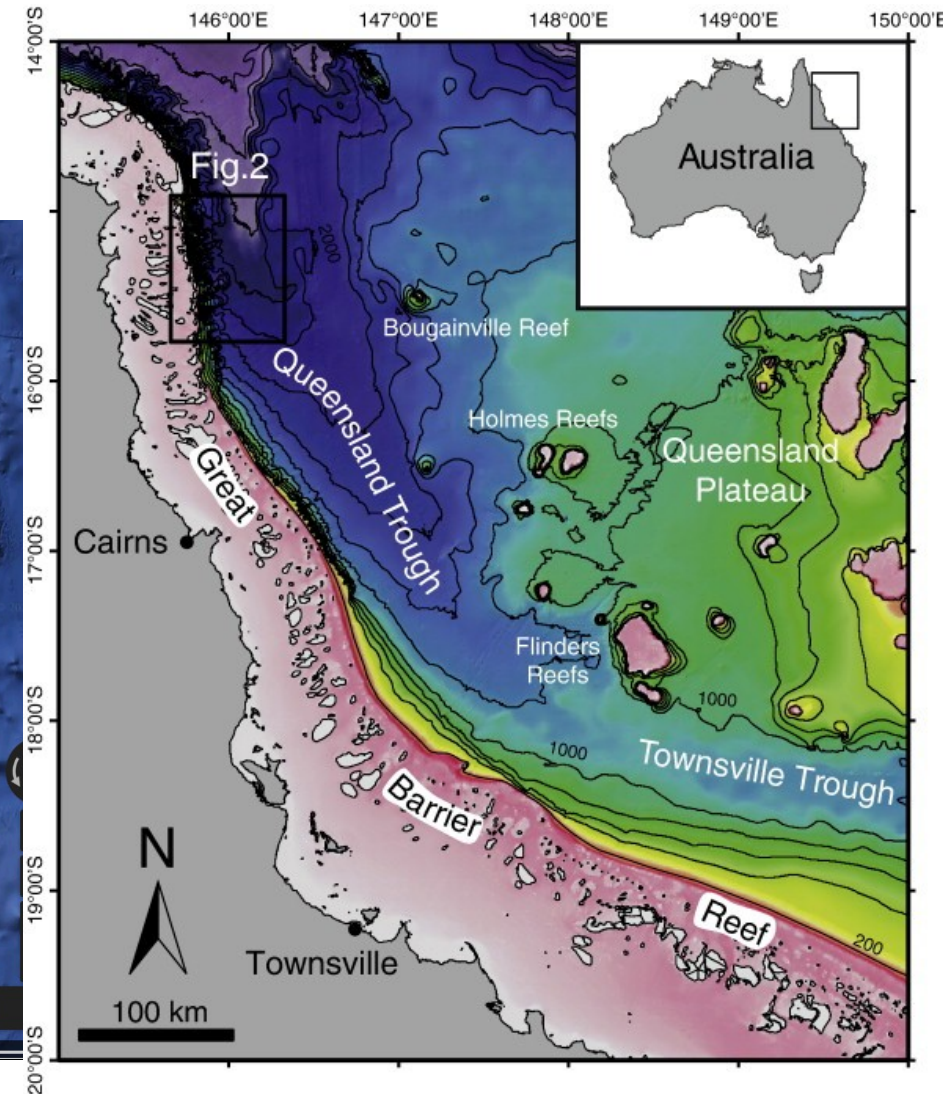 146°00'E
147°00'E
148°00'E
149°00'E
150°00'E
14°00'S
16°00'S
17°00'S
18°00'S
19°00'S
20°00'S
Fig.2
Australia
2000
Bougainville Reef
Queensland Trough
Holmes Reefs
Queensland
Plateau
Great
Cairns
Flinders
Reefs
1000
1000
Townsville Trough
Barrier
N
Reef
200
Townsville
100 km